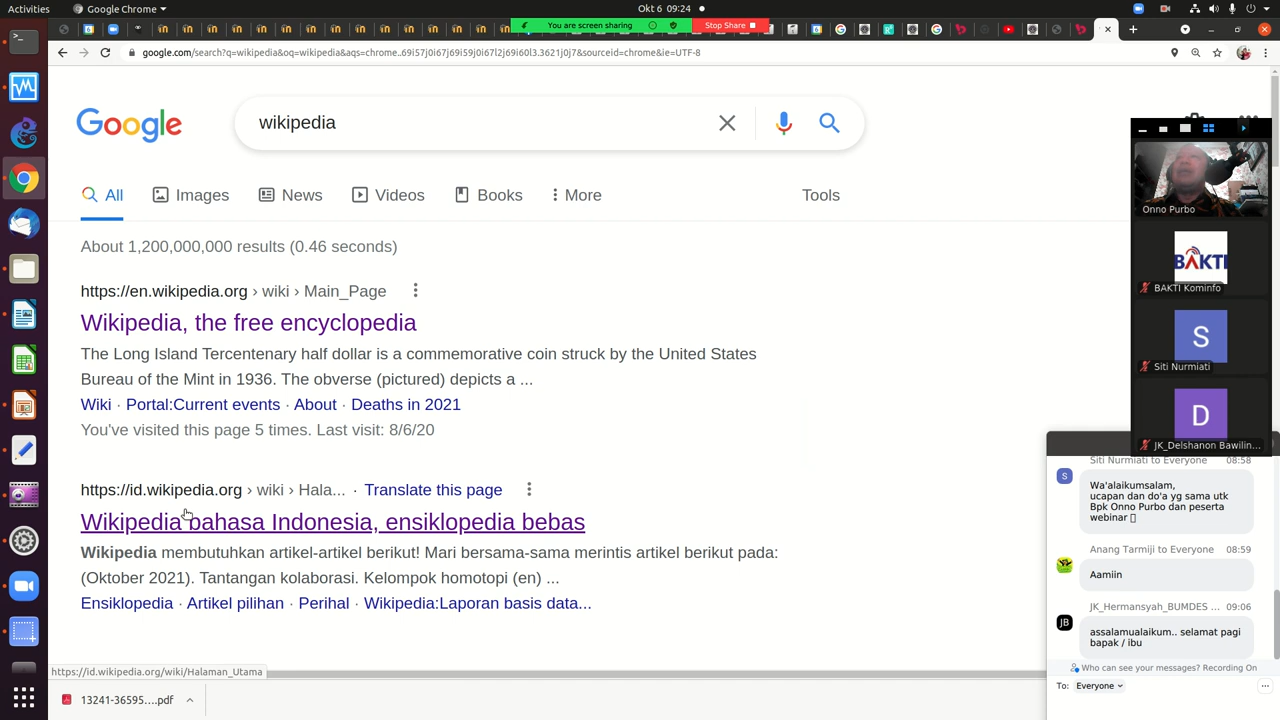 Activities
Google Chrome
Okt 6 09:24
You are screen sharing
Stop Share
google.com/search?q=wikipedia&oq=wikipedia&aqs=chrome..69i57j0i67j69i59j0i67l2j69i60l3.3621j0j7&sourceid=chrome&ie=UTF-8
Google
wikipedia
All
Images
News
Videos
Books
More
Tools
About 1,200,000,000 results (0.46 seconds)
https://en.wikipedia.org › wiki › Main_Page
Wikipedia, the free encyclopedia
The Long Island Tercentenary half dollar is a commemorative coin struck by the United States
Bureau of the Mint in 1936. The obverse (pictured) depicts a ...
Wiki · Portal:Current events · About · Deaths in 2021
You've visited this page 5 times. Last visit: 8/6/20
https://id.wikipedia.org › wiki › Hala... · Translate this page
Wikipedia bahasa Indonesia, ensiklopedia bebas
Wikipedia membutuhkan artikel-artikel berikut! Mari bersama-sama merintis artikel berikut pada:
(Oktober 2021). Tantangan kolaborasi. Kelompok homotopi (en) ...
Ensiklopedia · Artikel pilihan · Perihal · Wikipedia:Laporan basis data...
https://id.wikipedia.org/wiki/Halaman_Utama
13241-36595....pdf
Onno Purbo
BAKTI
BAKTI Kominfo
S
Siti Nurmiati
D
JK_Delshanon Bawilin...
Siti Nurmiati to Everyone 08:58
S
Wa'alaikumsalam,
ucapan dan do'a yg sama utk
Bpk Onno Purbo dan peserta
webinar
Anang Tarmiji to Everyone 08:59
Aamiin
JK_Hermansyah_BUMDES ... 09:06
JB
assalamualaikum.. selamat pagi
bapak / ibu
Who can see your messages? Recording On
To: Everyone